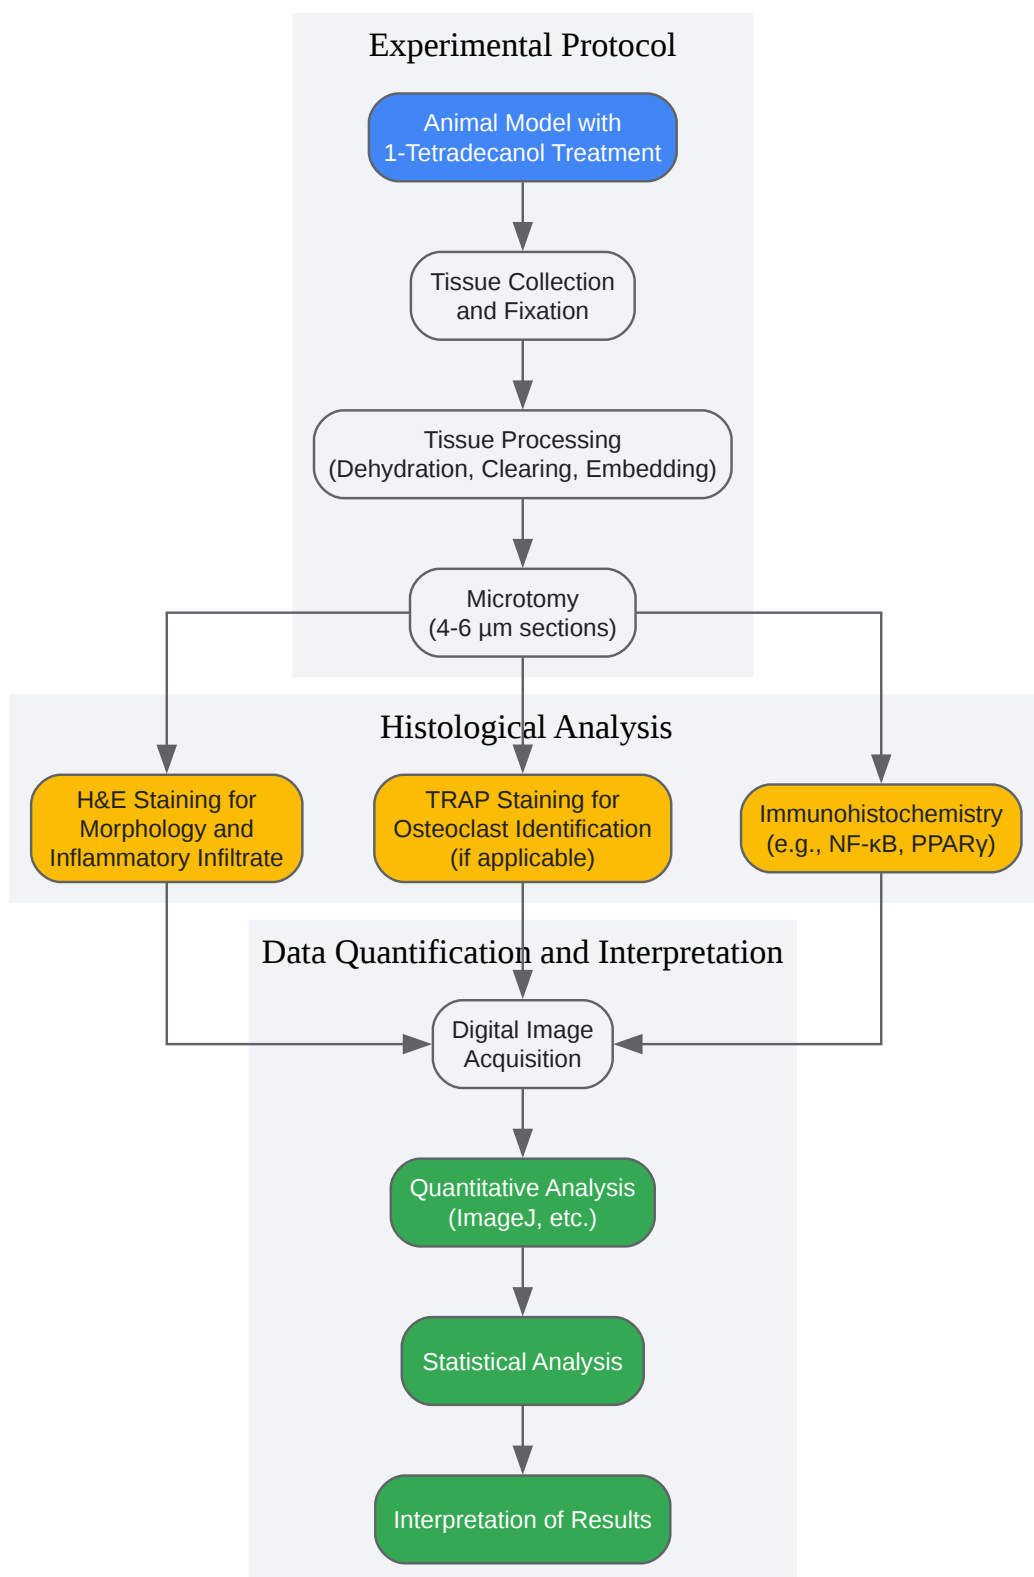 Experimental Protocol
Animal Model with
1-Tetradecanol Treatment
Tissue Collection
and Fixation
Tissue Processing
(Dehydration, Clearing, Embedding)
Microtomy
(4-6 µm sections)
Histological Analysis
H&E Staining for
Morphology and
Inflammatory Infiltrate
TRAP Staining for
Osteoclast Identification
(if applicable)
Immunohistochemistry
(e.g., NF-κB, PPARγ)
Data Quantification and Interpretation
Digital Image
Acquisition
Quantitative Analysis
(ImageJ, etc.)
Statistical Analysis
Interpretation of Results